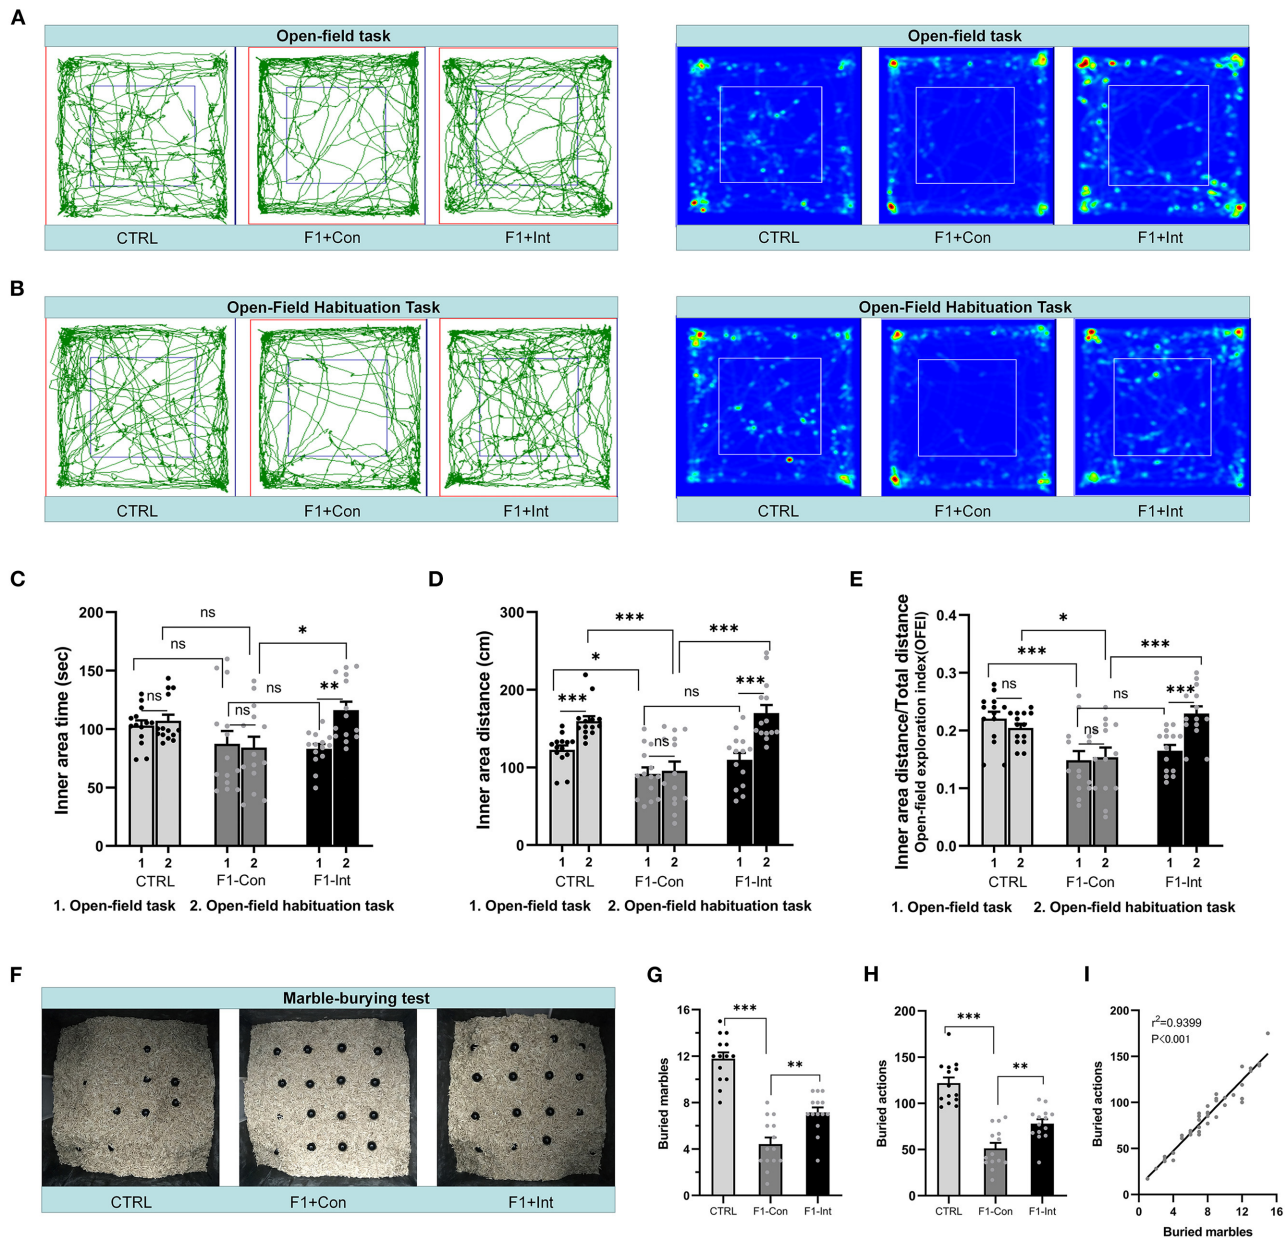 A
Open-field task
Open-field task
CTRL
F1+Con
F1+Int
CTRL
F1+Con
F1+Int
B
Open-Field Habituation Task
Open-Field Habituation Task
CTRL
F1+Con
F1+Int
CTRL
F1+Con
F1+Int
C
Inner area time (sec)
200
150
100
50
0
ns
ns
*
ns
ns
ns
**
1 2 1 2 1 2
CTRL F1-Con F1-Int
1. Open-field task 2. Open-field habituation task
D
Inner area distance (cm)
300
200
100
0
***
*
***
***
ns
ns
***
1 2 1 2 1 2
CTRL F1-Con F1-Int
1. Open-field task 2. Open-field habituation task
E
Inner area distance/Total distance
Open-field exploration index(OFEI)
0.4
0.3
0.2
0.1
0.0
*
***
***
ns
ns
ns
***
1 2 1 2 1 2
CTRL F1-Con F1-Int
1. Open-field task 2. Open-field habituation task
F
Marble-burying test
CTRL
F1+Con
F1+Int
G
Buried marbles
16
12
8
4
0
***
**
CTRL F1-Con F1-Int
H
Buried actions
200
150
100
50
0
***
**
CTRL F1-Con F1-Int
I
Buried actions
200
150
100
50
0
r²=0.9399
P<0.001
0 4 8 12 16
Buried marbles